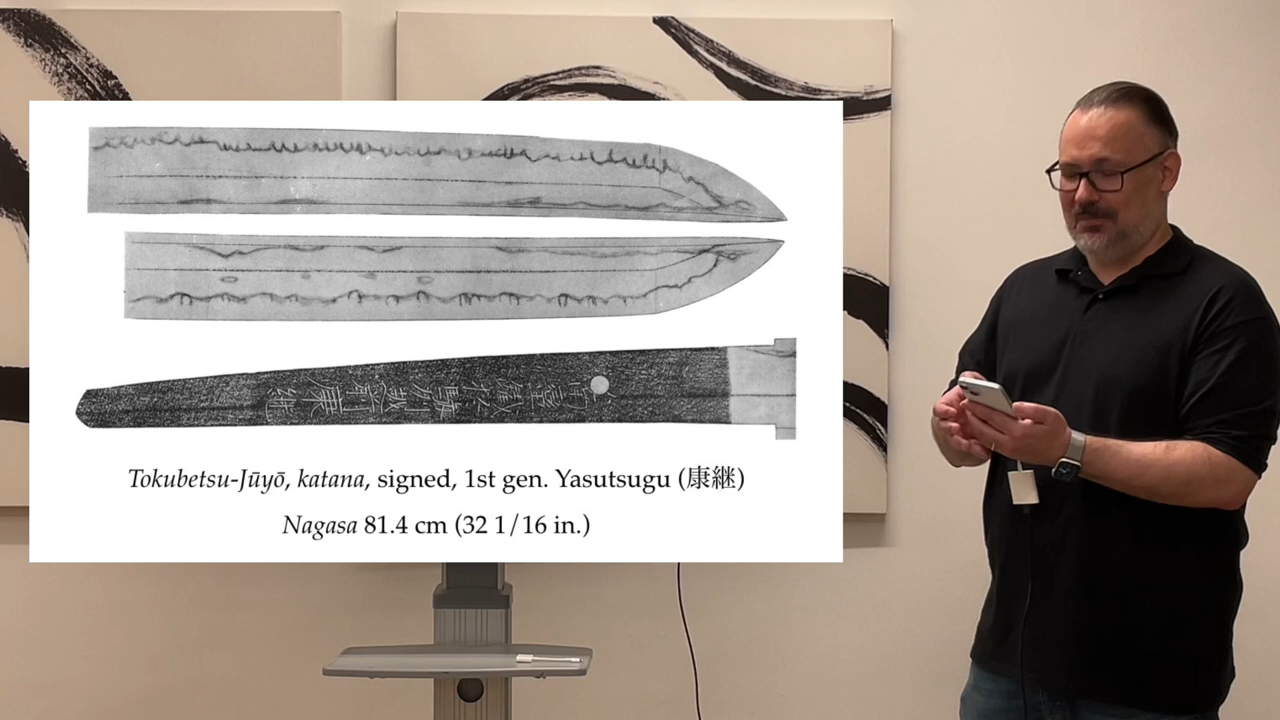 Tokubetsu-Jūyō, katana, signed, 1st gen. Yasutsugu (康継)
Nagasa 81.4 cm (32 1/16 in.)